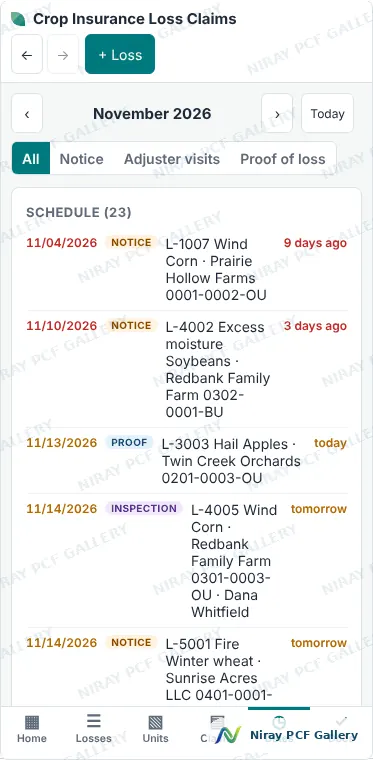 Crop Insurance Loss Claims
← → + Loss
‹ November 2026 › Today
All Notice Adjuster visits Proof of loss
SCHEDULE (23)
11/04/2026 NOTICE L-1007 Wind 9 days ago
Corn · Prairie
Hollow Farms
0001-0002-OU
11/10/2026 NOTICE L-4002 Excess 3 days ago
moisture
Soybeans ·
Redbank Family
Farm 0302-
0001-BU
11/13/2026 PROOF L-3003 Hail Apples · today
Twin Creek Orchards
0201-0003-OU
11/14/2026 INSPECTION L-4005 Wind tomorrow
Corn ·
Redbank
Family Farm
0301-0003-
OU · Dana
Whitfield
11/14/2026 NOTICE L-5001 Fire tomorrow
Winter wheat ·
Sunrise Acres
LLC 0401-0001-
Home Losses Units
Niray PCF Gallery
NIRAY PCF GALLERY